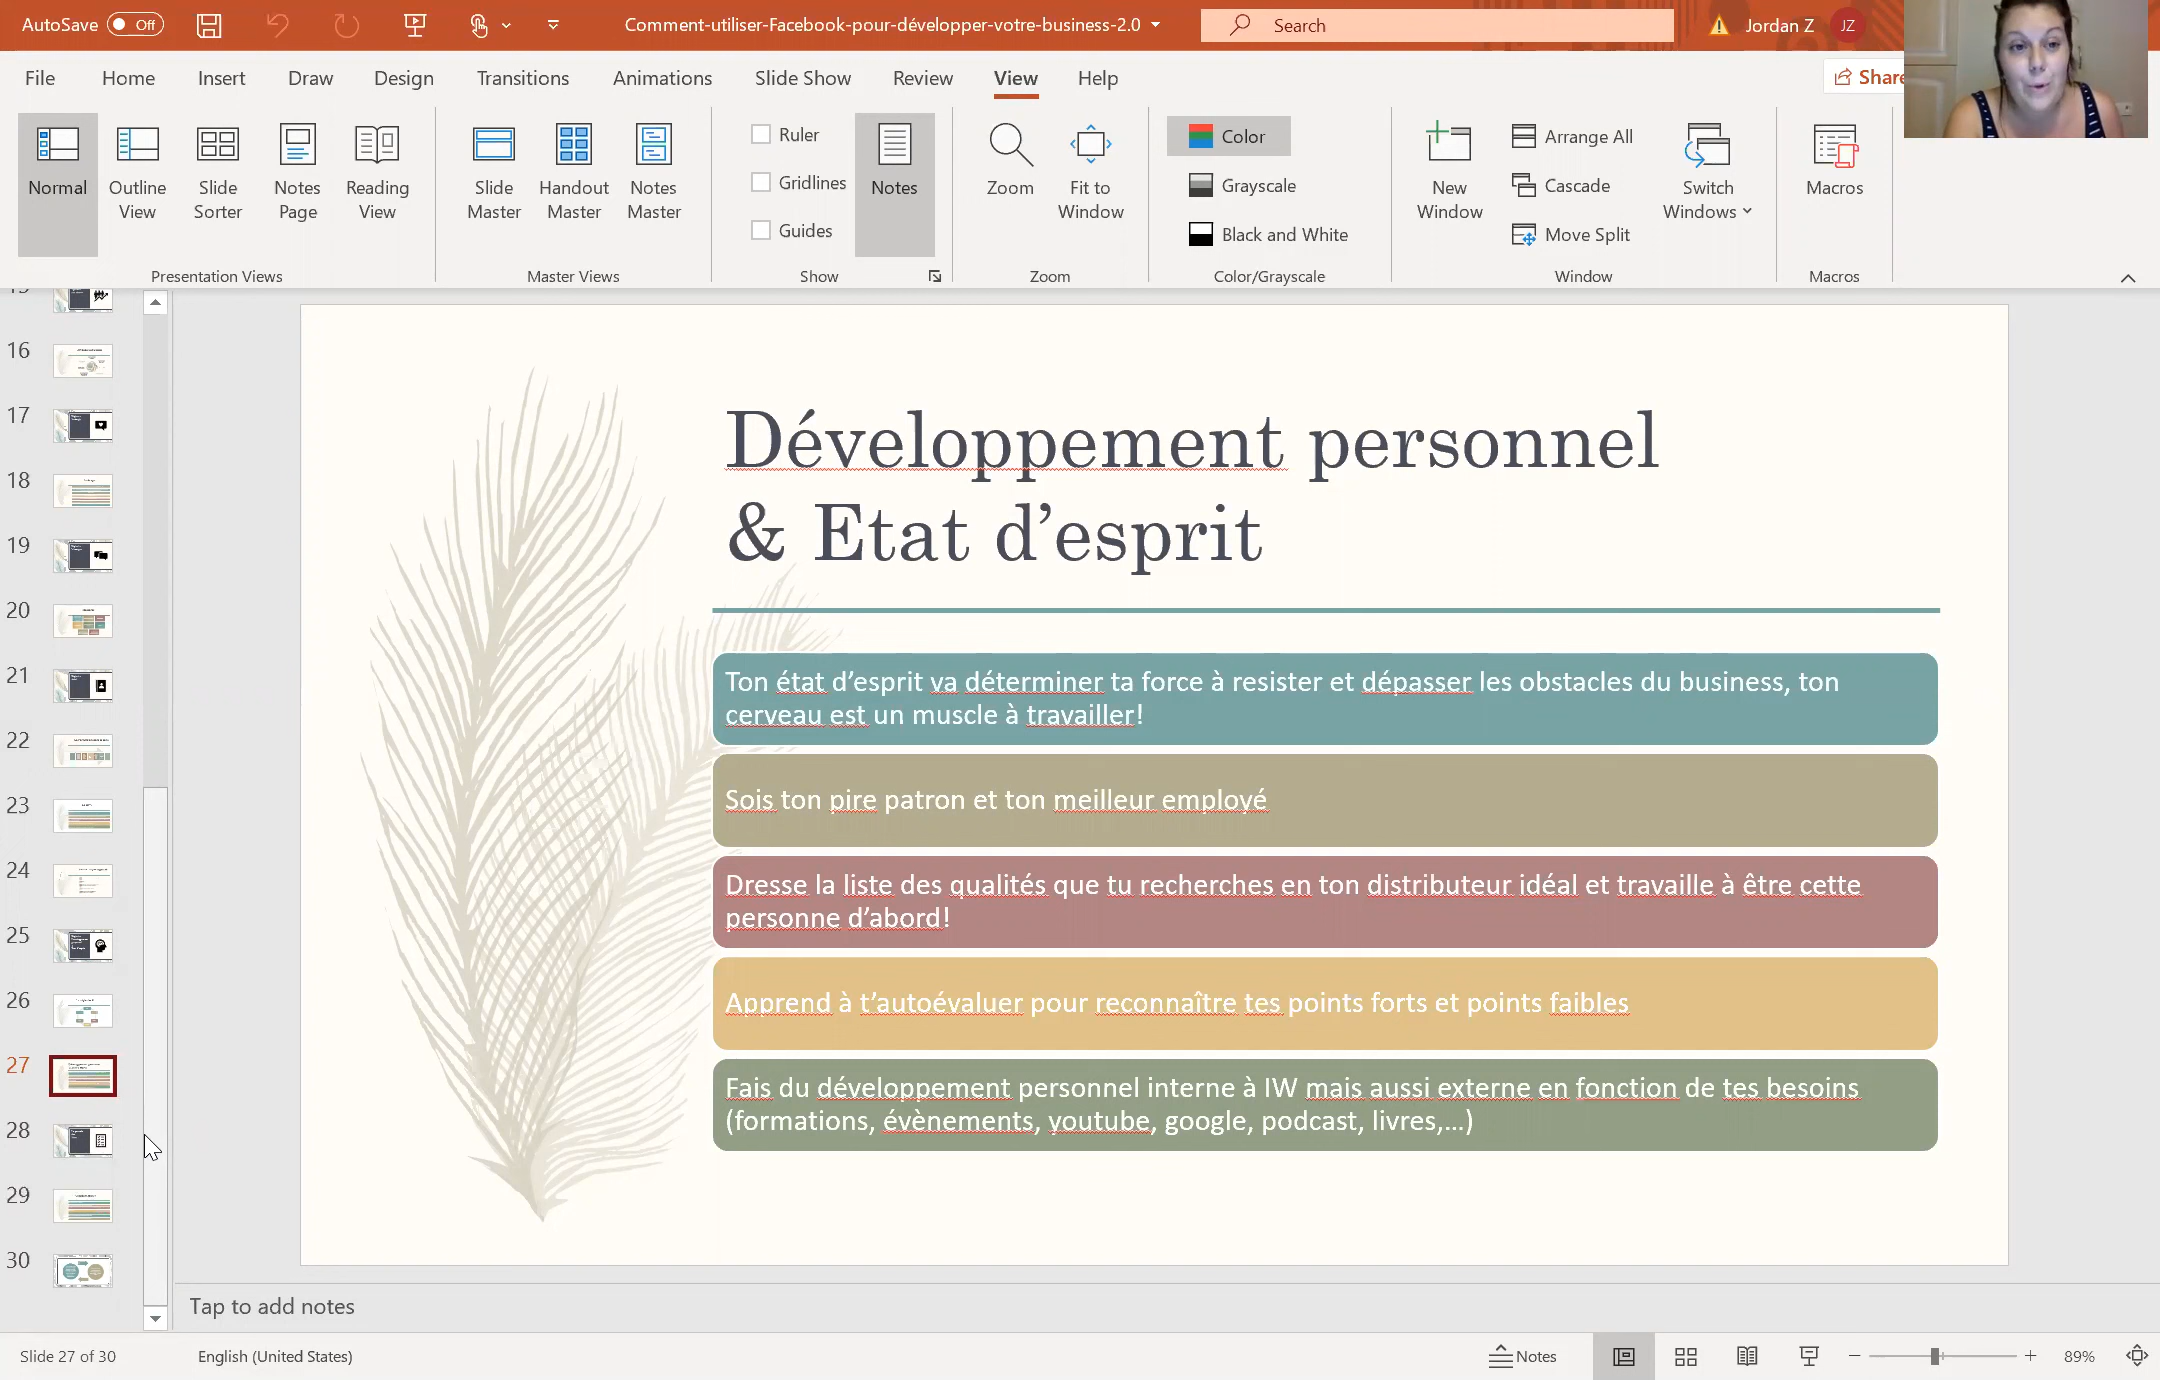 AutoSave Off
Comment-utiliser-Facebook-pour-développer-votre-business-2.0
Search
Jordan Z JZ
File Home Insert Draw Design Transitions Animations Slide Show Review View Help
Share
Normal
Outline View
Slide Sorter
Notes Page
Reading View
Presentation Views
Slide Master
Handout Master
Notes Master
Master Views
Ruler
Gridlines
Guides
Show
Notes
Zoom
Fit to Window
Zoom
Color
Grayscale
Black and White
Color/Grayscale
New Window
Arrange All
Cascade
Move Split
Switch Windows
Window
Macros
Macros
16
17
18
19
20
21
22
23
24
25
26
27
28
29
30
Développement personnel
& Etat d’esprit
Ton état d’esprit va déterminer ta force à resister et dépasser les obstacles du business, ton
cerveau est un muscle à travailler!
Sois ton pire patron et ton meilleur employé
Dresse la liste des qualités que tu recherches en ton distributeur idéal et travaille à être cette
personne d’abord!
Apprend à t’autoévaluer pour reconnaître tes points forts et points faibles
Fais du développement personnel interne à IW mais aussi externe en fonction de tes besoins
(formations, évènements, youtube, google, podcast, livres,…)
Tap to add notes
Slide 27 of 30
English (United States)
Notes
89%